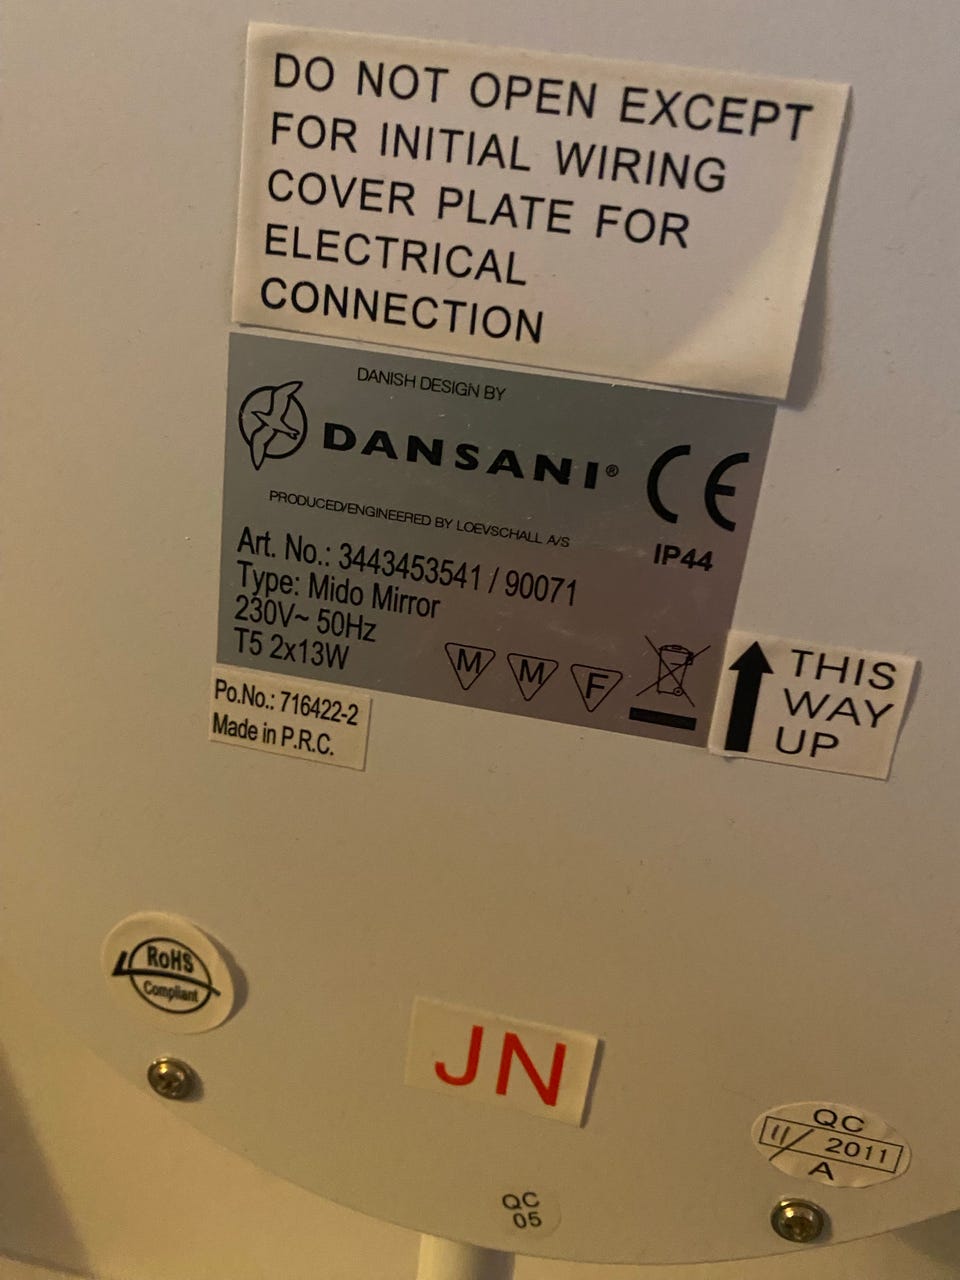 DO NOT OPEN EXCEPT
FOR INITIAL WIRING
COVER PLATE FOR
ELECTRICAL
CONNECTION
DANISH DESIGN BY
DANSANI®
CE
PRODUCED/ENGINEERED BY LOEVSCHALL A/S
IP44
Art. No.: 3443453541 / 90071
Type: Mido Mirror
230V~ 50Hz
T5 2x13W
M M F
THIS
WAY
UP
Po.No.: 716422-2
Made in P.R.C.
RoHS
Compliant
JN
QC
11/ 2011
A
QC
05